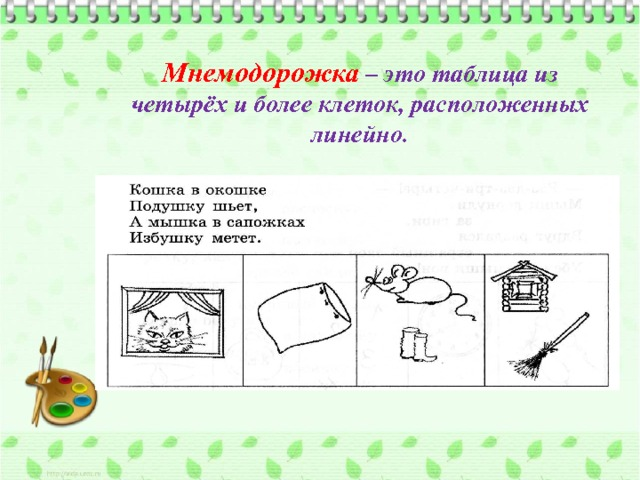 Мнемодорожка – это таблица из
четырёх и более клеток, расположенных
линейно.
Кошка в окошке
Подушку шьет,
А мышка в сапожках
Избушку метет.